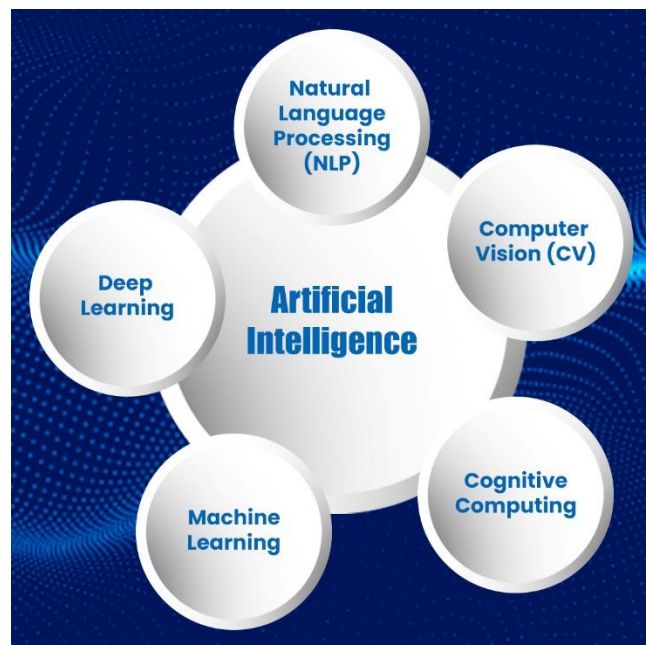 Natural
Language
Processing
(NLP)
Computer
Vision (CV)
Deep
Learning
Artificial
Intelligence
Cognitive
Computing
Machine
Learning